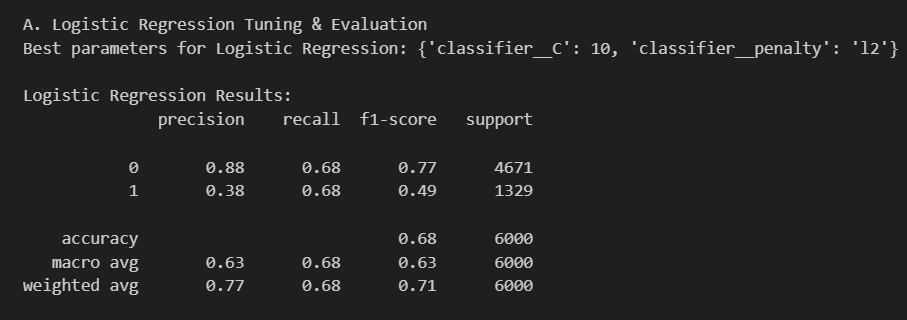 A. Logistic Regression Tuning & Evaluation
Best parameters for Logistic Regression: {'classifier__C': 10, 'classifier__penalty': 'l2'}
Logistic Regression Results:
precision recall f1-score support
0 0.88 0.68 0.77 4671
1 0.38 0.68 0.49 1329
accuracy 0.68 6000
macro avg 0.63 0.68 0.63 6000
weighted avg 0.77 0.68 0.71 6000